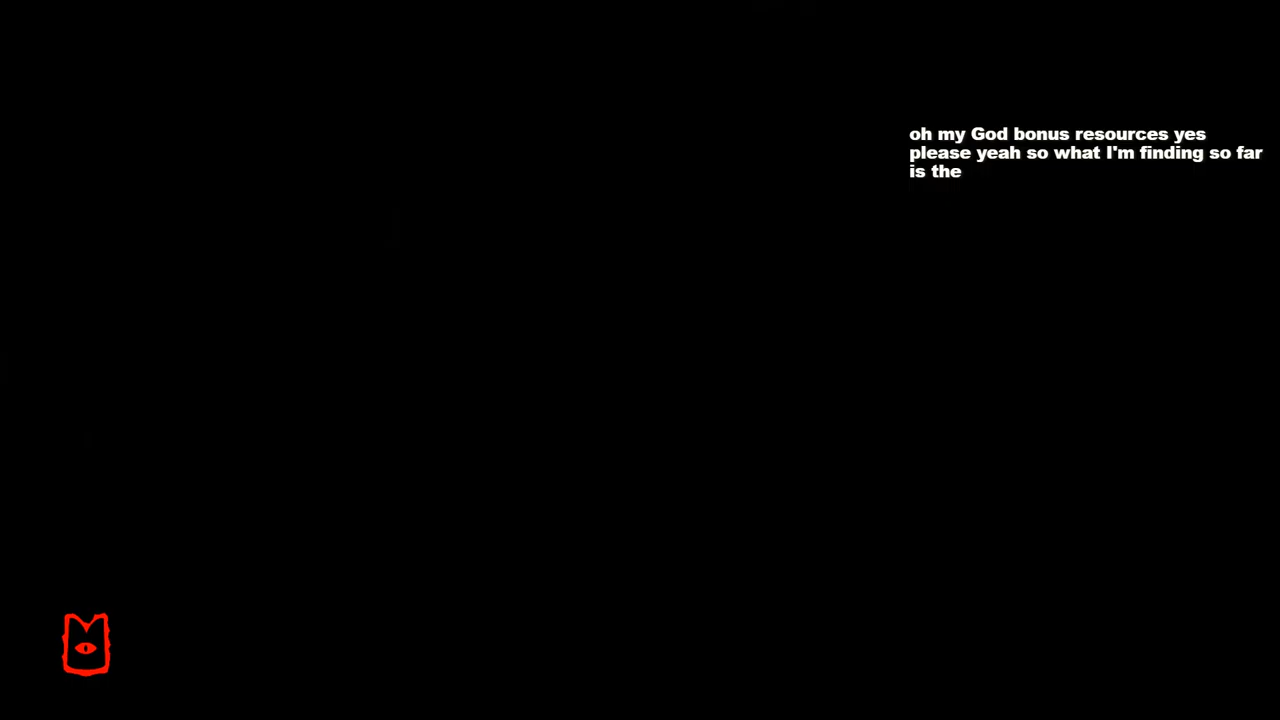 oh my God bonus resources yes
please yeah so what I'm finding so far
is the